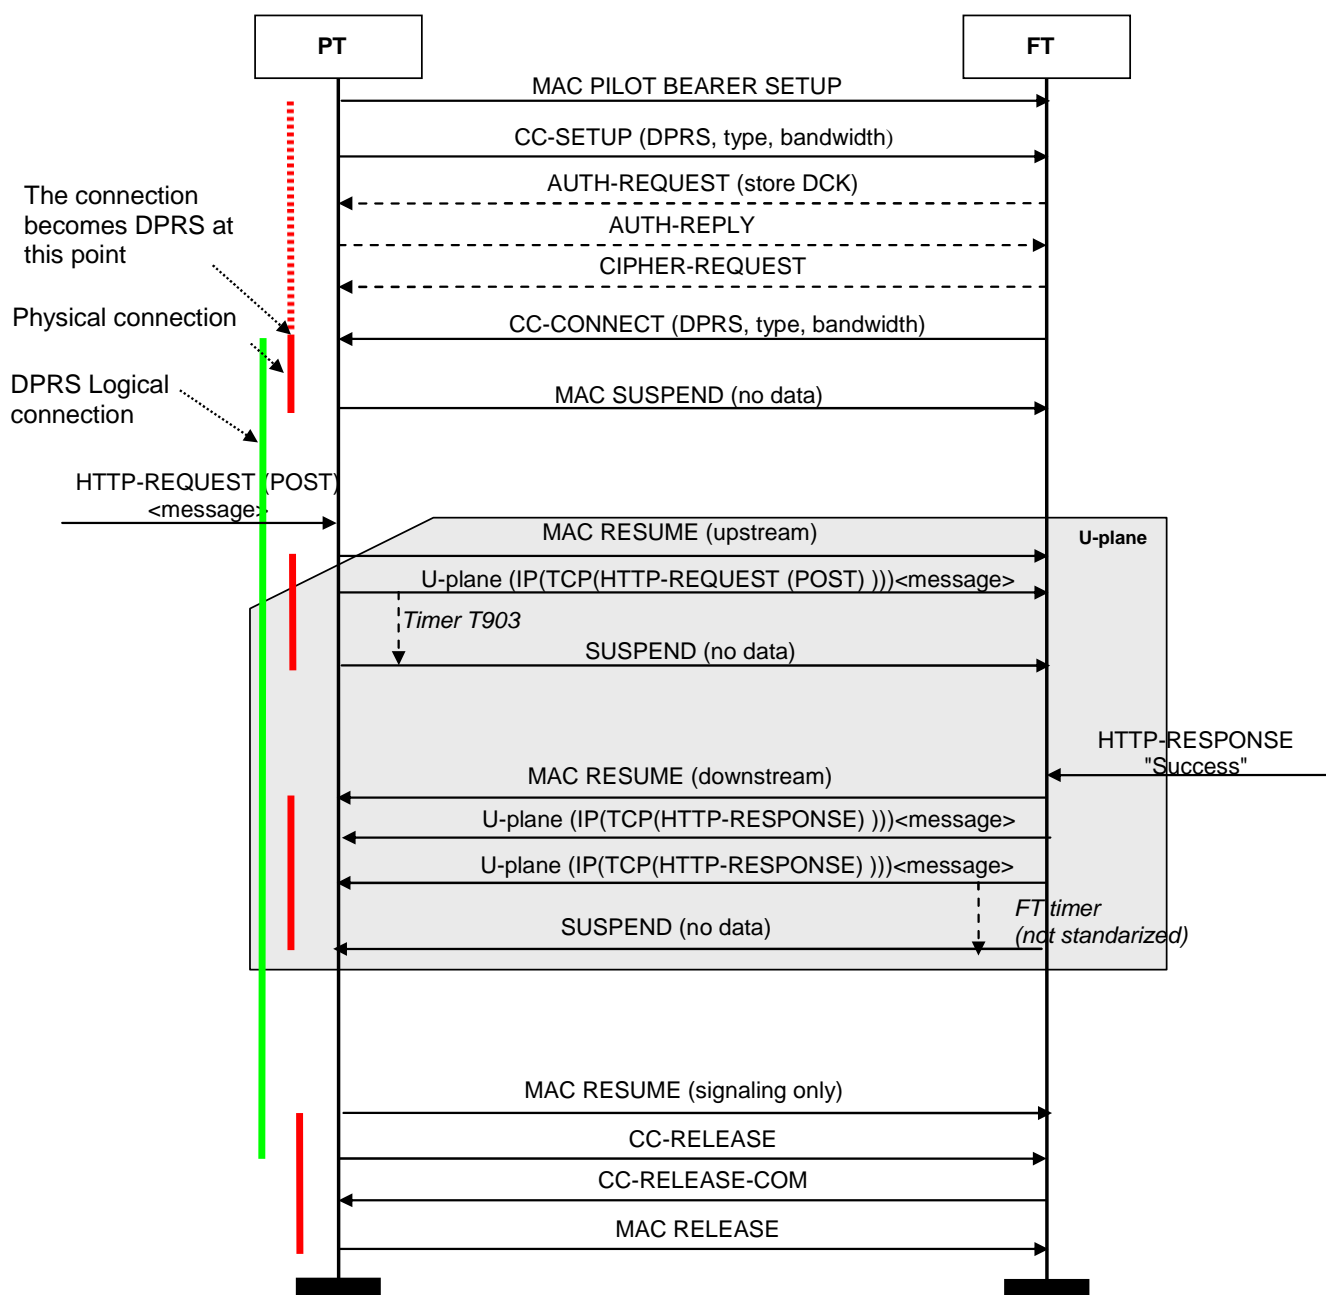 PT
FT
MAC PILOT BEARER SETUP
CC-SETUP (DPRS, type, bandwidth)
AUTH-REQUEST (store DCK)
The connection
becomes DPRS at
this point
AUTH-REPLY
CIPHER-REQUEST
Physical connection
CC-CONNECT (DPRS, type, bandwidth)
DPRS Logical
connection
MAC SUSPEND (no data)
HTTP-REQUEST (POST)
<message>
MAC RESUME (upstream)
U-plane
U-plane (IP(TCP(HTTP-REQUEST (POST) )))<message>
Timer T903
SUSPEND (no data)
HTTP-RESPONSE
"Success"
MAC RESUME (downstream)
U-plane (IP(TCP(HTTP-RESPONSE) )))<message>
U-plane (IP(TCP(HTTP-RESPONSE) )))<message>
FT timer
(not standarized)
SUSPEND (no data)
MAC RESUME (signaling only)
CC-RELEASE
CC-RELEASE-COM
MAC RELEASE